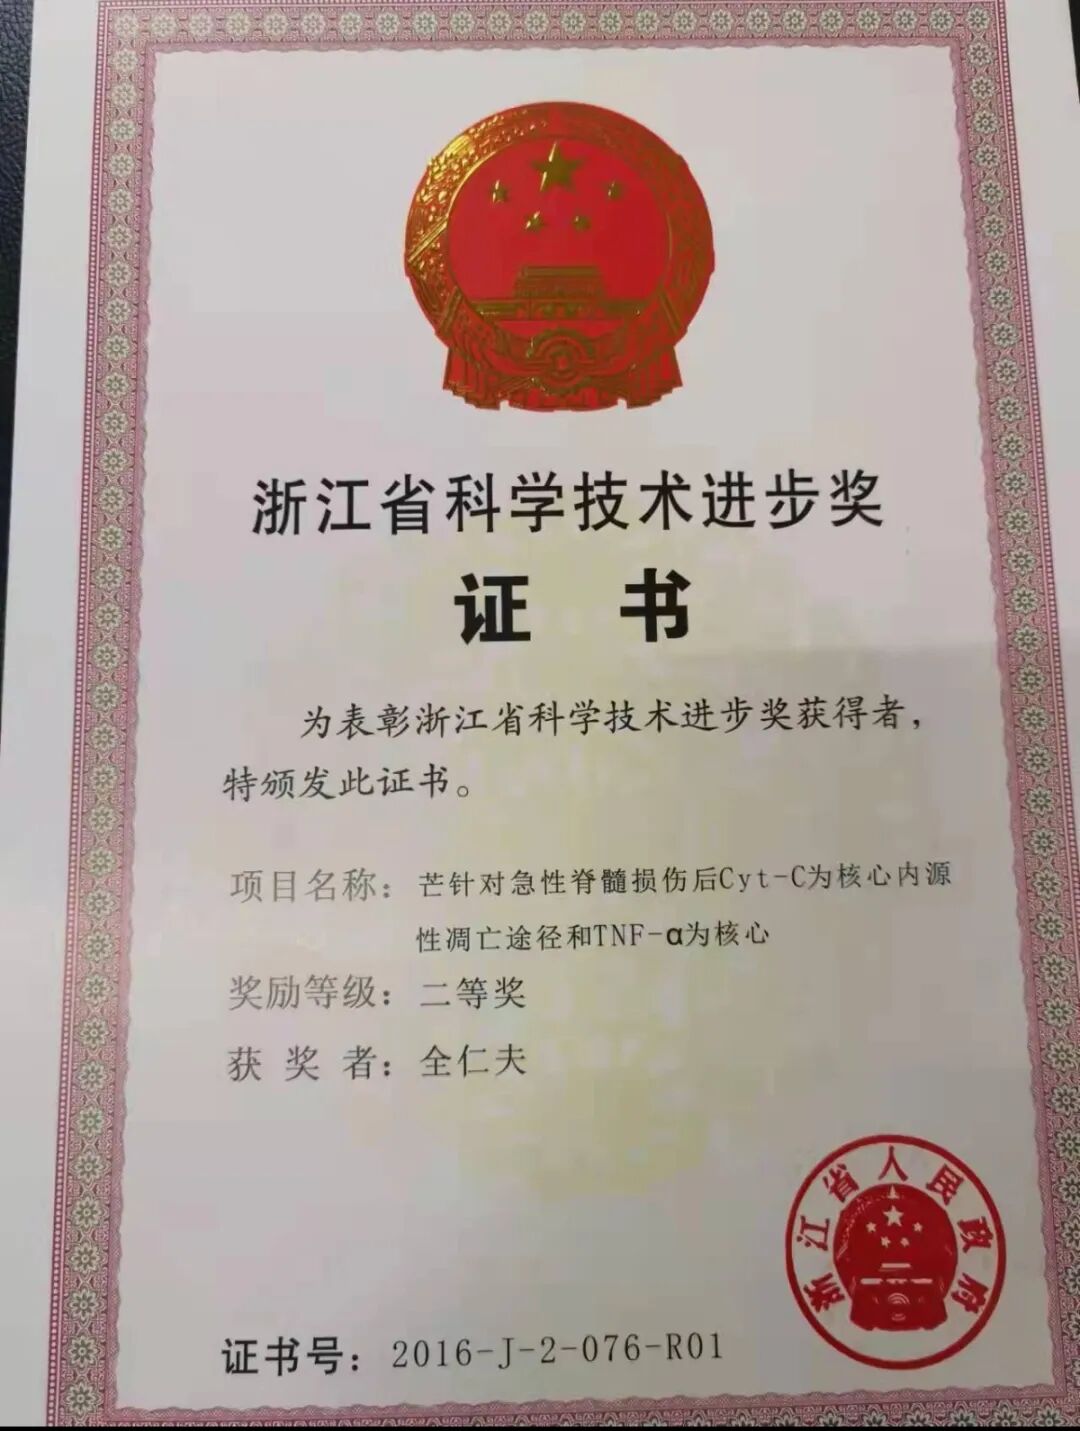 浙江省科学技术进步奖
证 书
为表彰浙江省科学技术进步奖获得者，
特颁发此证书。
项目名称：芒针对急性脊髓损伤后Cyt-C为核心内源
性凋亡途径和TNF-α为核心
奖励等级：二等奖
获 奖 者：全仁夫
浙江省人民政府
证书号：2016-J-2-076-R01